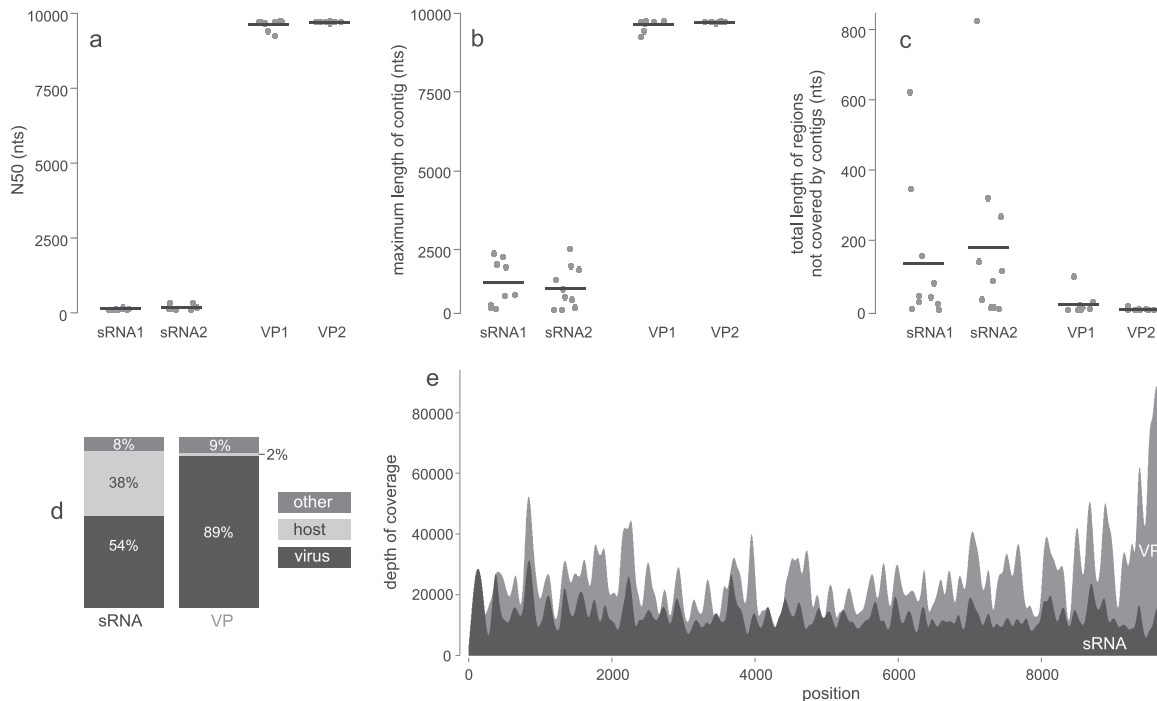 a
10000
7500
5000
2500
0
N50 (nts)
sRNA1
sRNA2
VP1
VP2
b
10000
7500
5000
2500
0
maximum length of contig (nts)
sRNA1
sRNA2
VP1
VP2
c
800
600
400
200
0
total length of regions
not covered by contigs (nts)
sRNA1
sRNA2
VP1
VP2
d
8%
38%
54%
sRNA
9%
2%
89%
VP
other
host
virus
e
80000
60000
40000
20000
0
depth of coverage
VP
sRNA
0
2000
4000
6000
8000
position